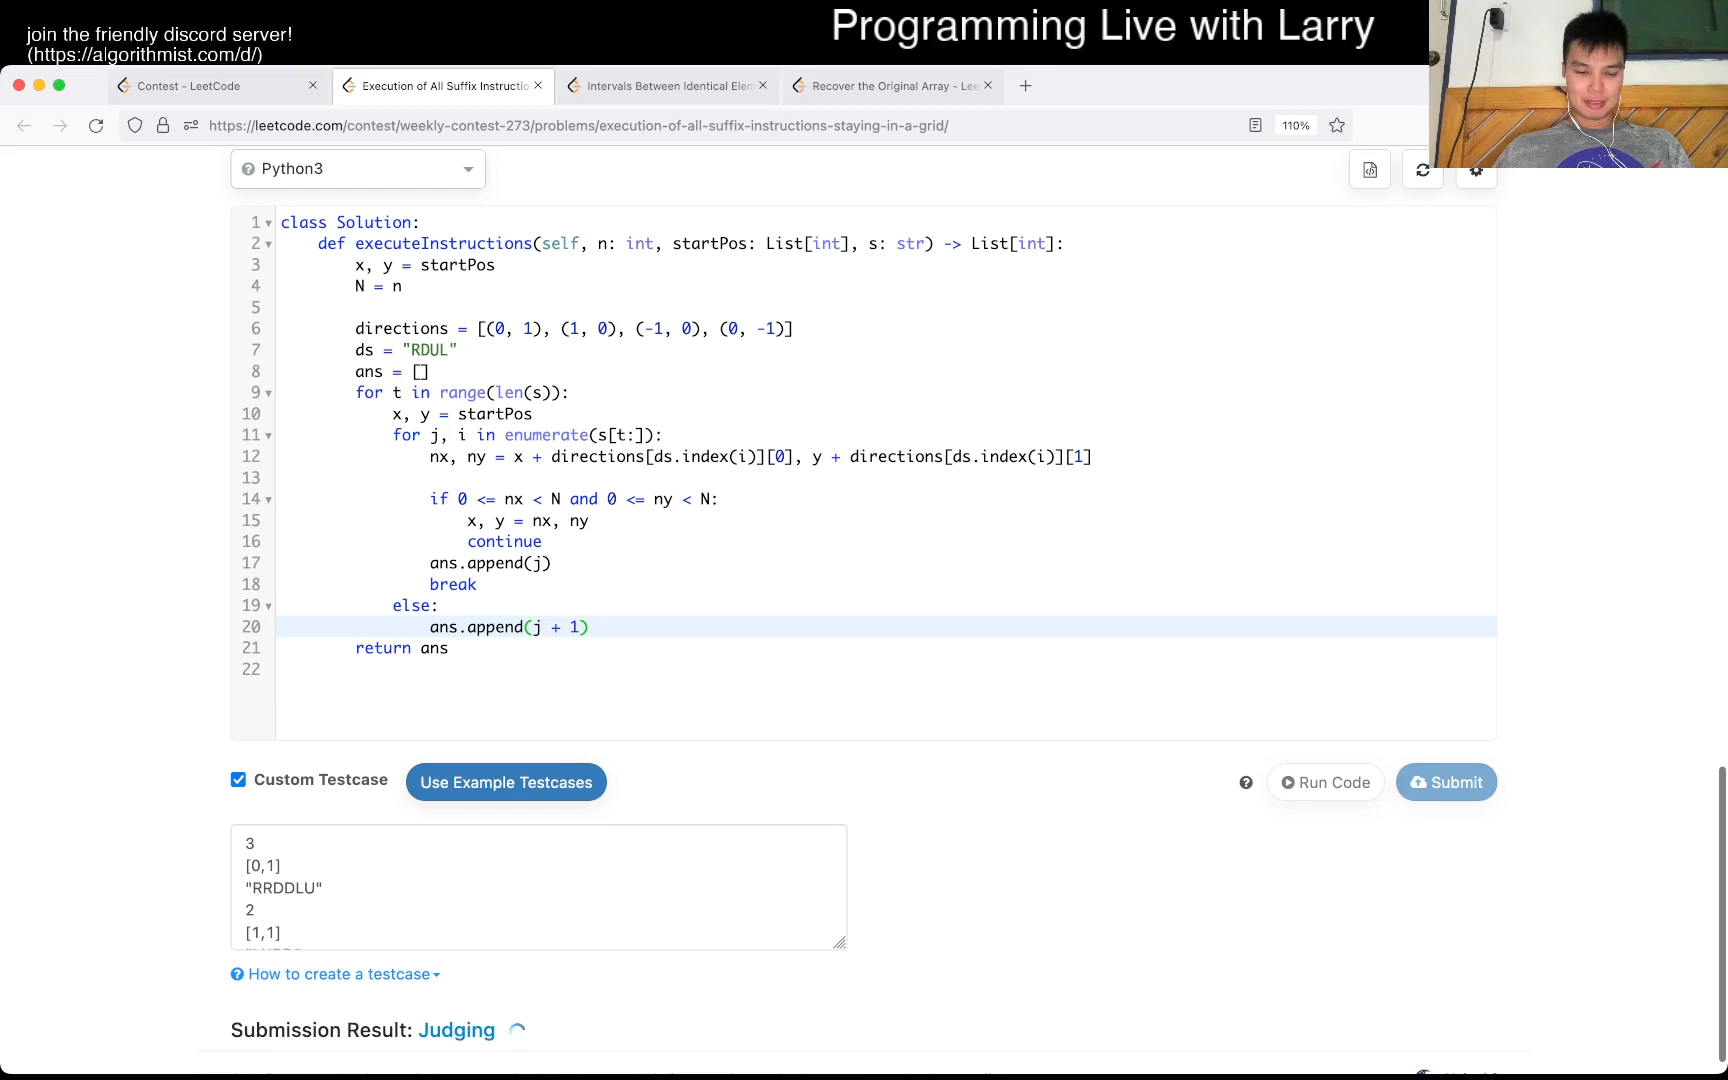 join the friendly discord server!
(https://algorithmist.com/d/)
Programming Live with Larry
Contest - LeetCode
Execution of All Suffix Instructio
Intervals Between Identical Elem
Recover the Original Array - Lee
https://leetcode.com/contest/weekly-contest-273/problems/execution-of-all-suffix-instructions-staying-in-a-grid/
110%
Python3
1 class Solution:
2     def executeInstructions(self, n: int, startPos: List[int], s: str) -> List[int]:
3         x, y = startPos
4         N = n
5
6         directions = [(0, 1), (1, 0), (-1, 0), (0, -1)]
7         ds = "RDUL"
8         ans = []
9         for t in range(len(s)):
10             x, y = startPos
11             for j, i in enumerate(s[t:]):
12                 nx, ny = x + directions[ds.index(i)][0], y + directions[ds.index(i)][1]
13
14                 if 0 <= nx < N and 0 <= ny < N:
15                     x, y = nx, ny
16                     continue
17                 ans.append(j)
18                 break
19             else:
20                 ans.append(j + 1)
21         return ans
22
Custom Testcase
Use Example Testcases
Run Code
Submit
3
[0,1]
"RRDDLU"
2
[1,1]
How to create a testcase
Submission Result: Judging